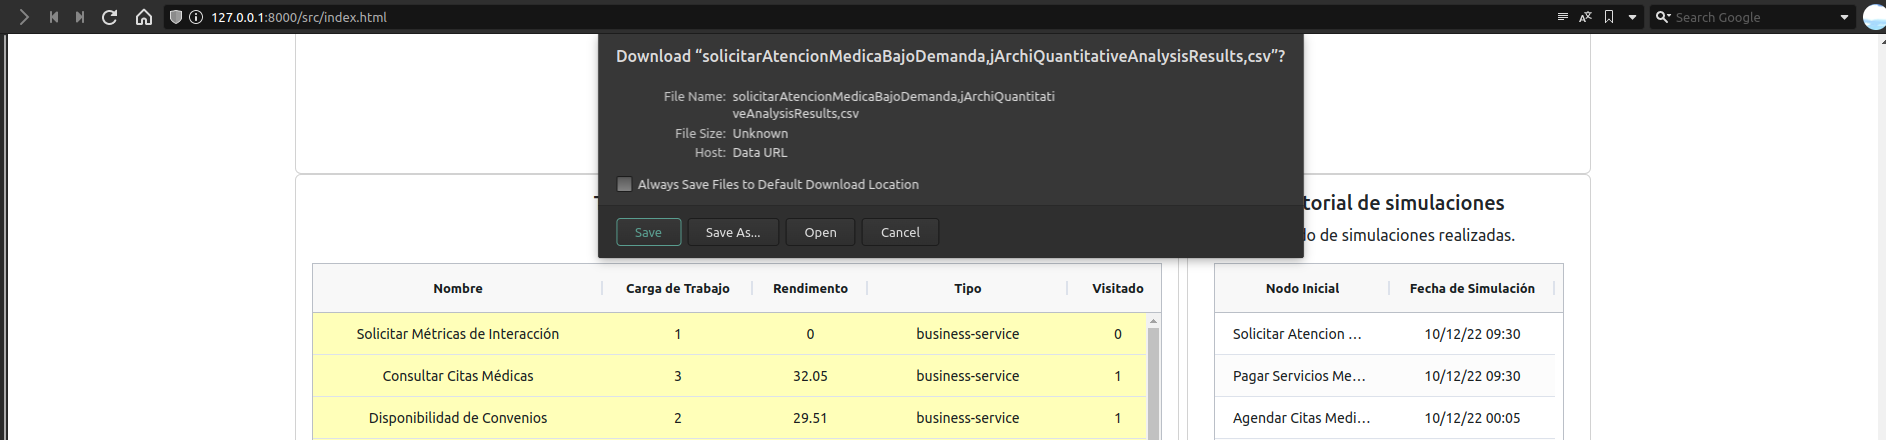 127.0.0.1:8000/src/index.html
Search Google
Download “solicitarAtencionMedicaBajoDemanda,jArchiQuantitativeAnalysisResults,csv”?
File Name: solicitarAtencionMedicaBajoDemanda,jArchiQuantitati
veAnalysisResults,csv
File Size: Unknown
Host: Data URL
Always Save Files to Default Download Location
Save Save As... Open Cancel
torial de simulaciones
do de simulaciones realizadas.
Nombre Carga de Trabajo Rendimiento Tipo Visitado
Solicitar Métricas de Interacción 1 0 business-service 0
Consultar Citas Médicas 3 32.05 business-service 1
Disponibilidad de Convenios 2 29.51 business-service 1
Nodo Inicial Fecha de Simulación
Solicitar Atencion ... 10/12/22 09:30
Pagar Servicios Me... 10/12/22 09:30
Agendar Citas Medi... 10/12/22 00:05